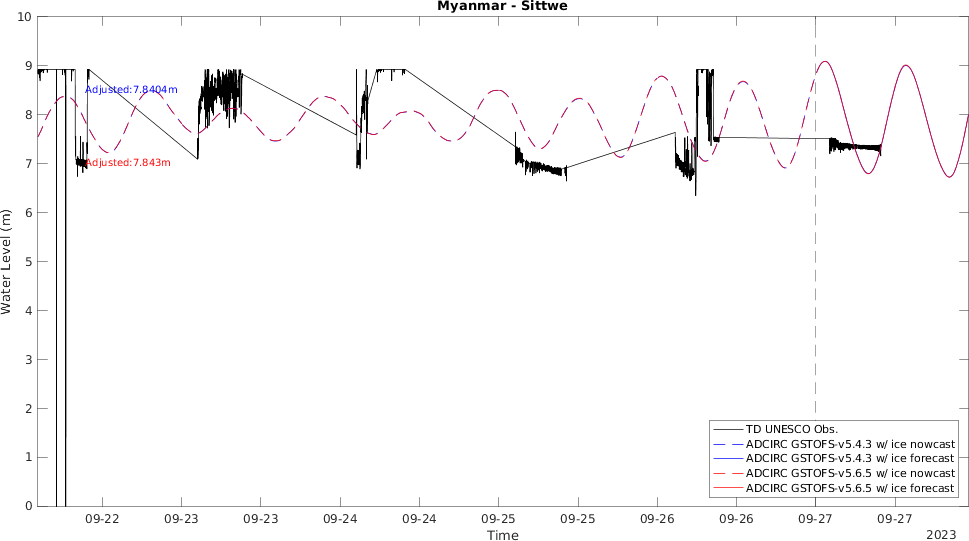 Myanmar - Sittwe
10
9
8
7
6
5
4
3
2
1
0
Water Level (m)
Adjusted:7.8404m
Adjusted:7.843m
TD UNESCO Obs.
ADCIRC GSTOFS-v5.4.3 w/ ice nowcast
ADCIRC GSTOFS-v5.4.3 w/ ice forecast
ADCIRC GSTOFS-v5.6.5 w/ ice nowcast
ADCIRC GSTOFS-v5.6.5 w/ ice forecast
09-22 09-23 09-23 09-24 09-24 09-25 09-25 09-26 09-26 09-27 09-27
Time
2023